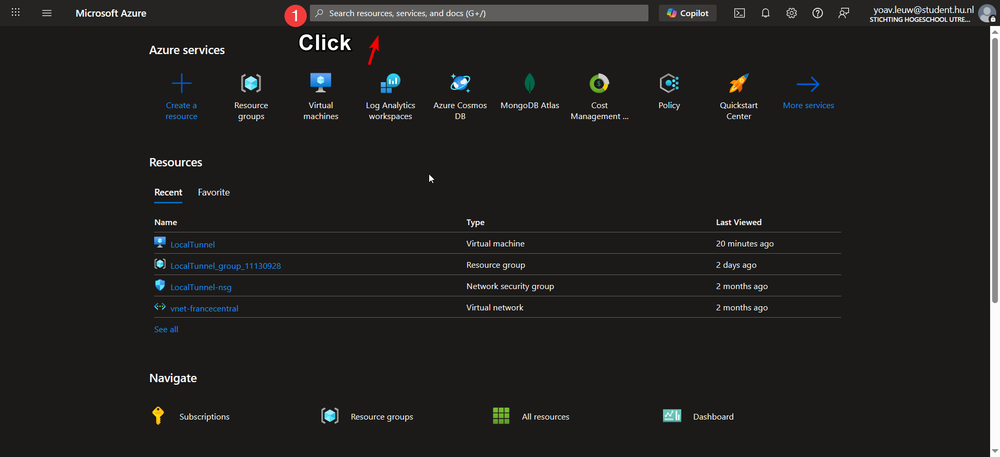 Microsoft Azure
1
Search resources, services, and docs (G+/)
Copilot
yoav.leuw@student.hu.nl
STICHTING HOGESCHOOL UTRE...
Click
Azure services
Create a
resource
Resource
groups
Virtual
machines
Log Analytics
workspaces
Azure Cosmos
DB
MongoDB Atlas
Cost
Management ...
Policy
Quickstart
Center
More services
Resources
Recent Favorite
Name Type Last Viewed
LocalTunnel Virtual machine 20 minutes ago
LocalTunnel_group_11130928 Resource group 2 days ago
LocalTunnel-nsg Network security group 2 months ago
vnet-francecentral Virtual network 2 months ago
See all
Navigate
Subscriptions Resource groups All resources Dashboard